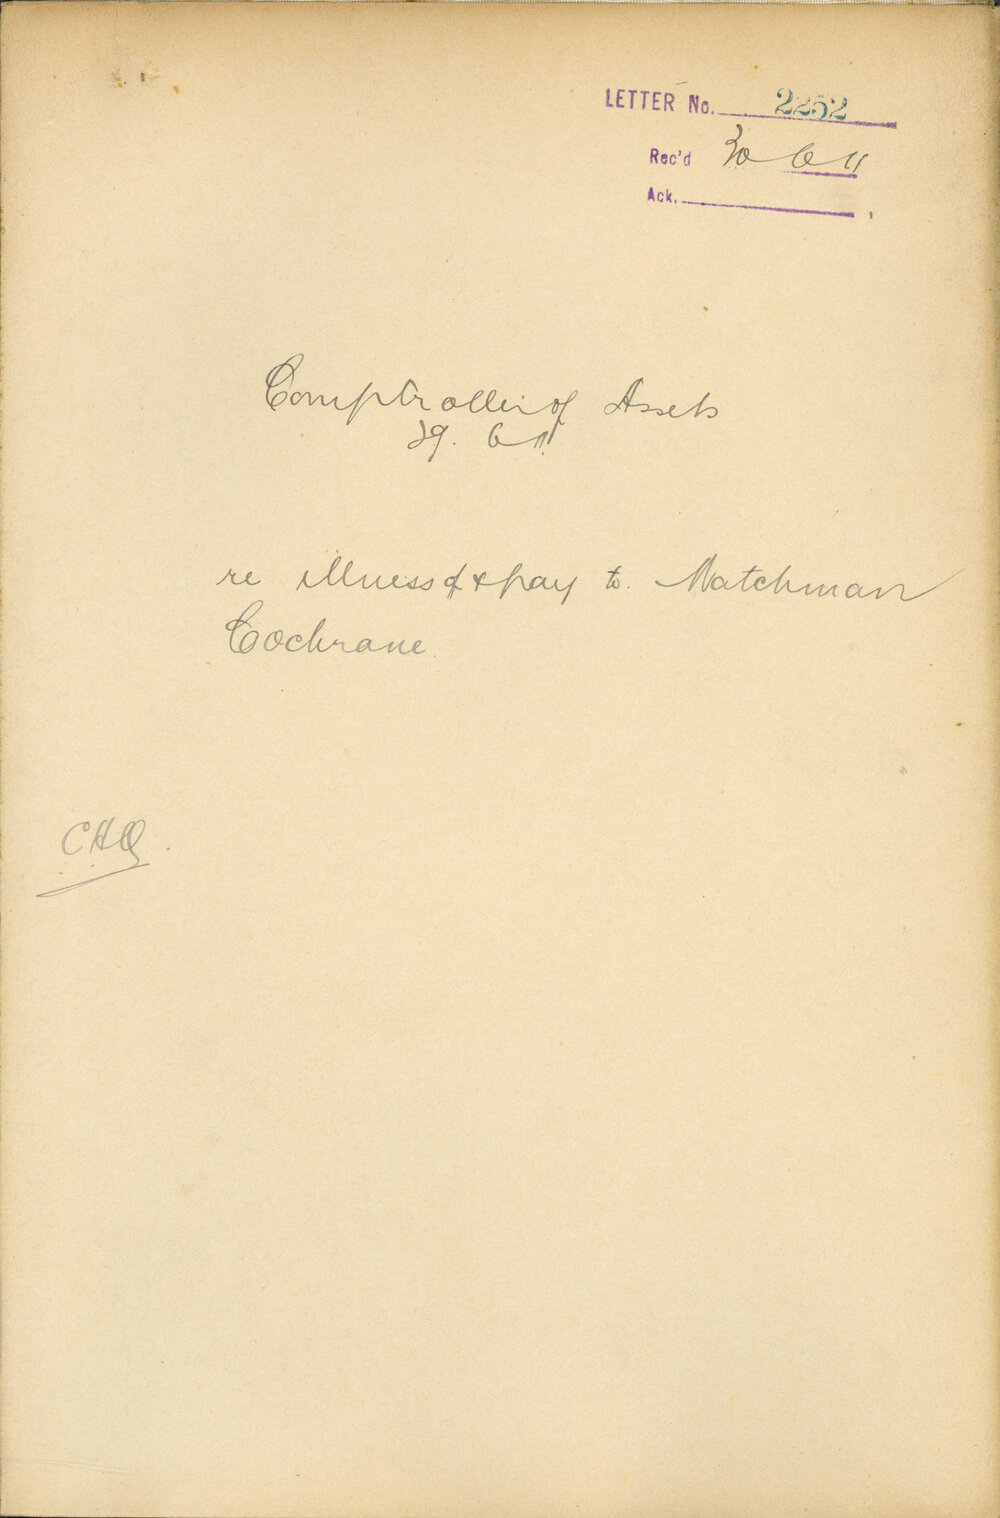 LETTER No. 2252
Rec'd 30 6 11
Ack.
Comptroller of Assets
29. 6 11
re illness of & pay to. Watchman
Cochrane
CHQ.